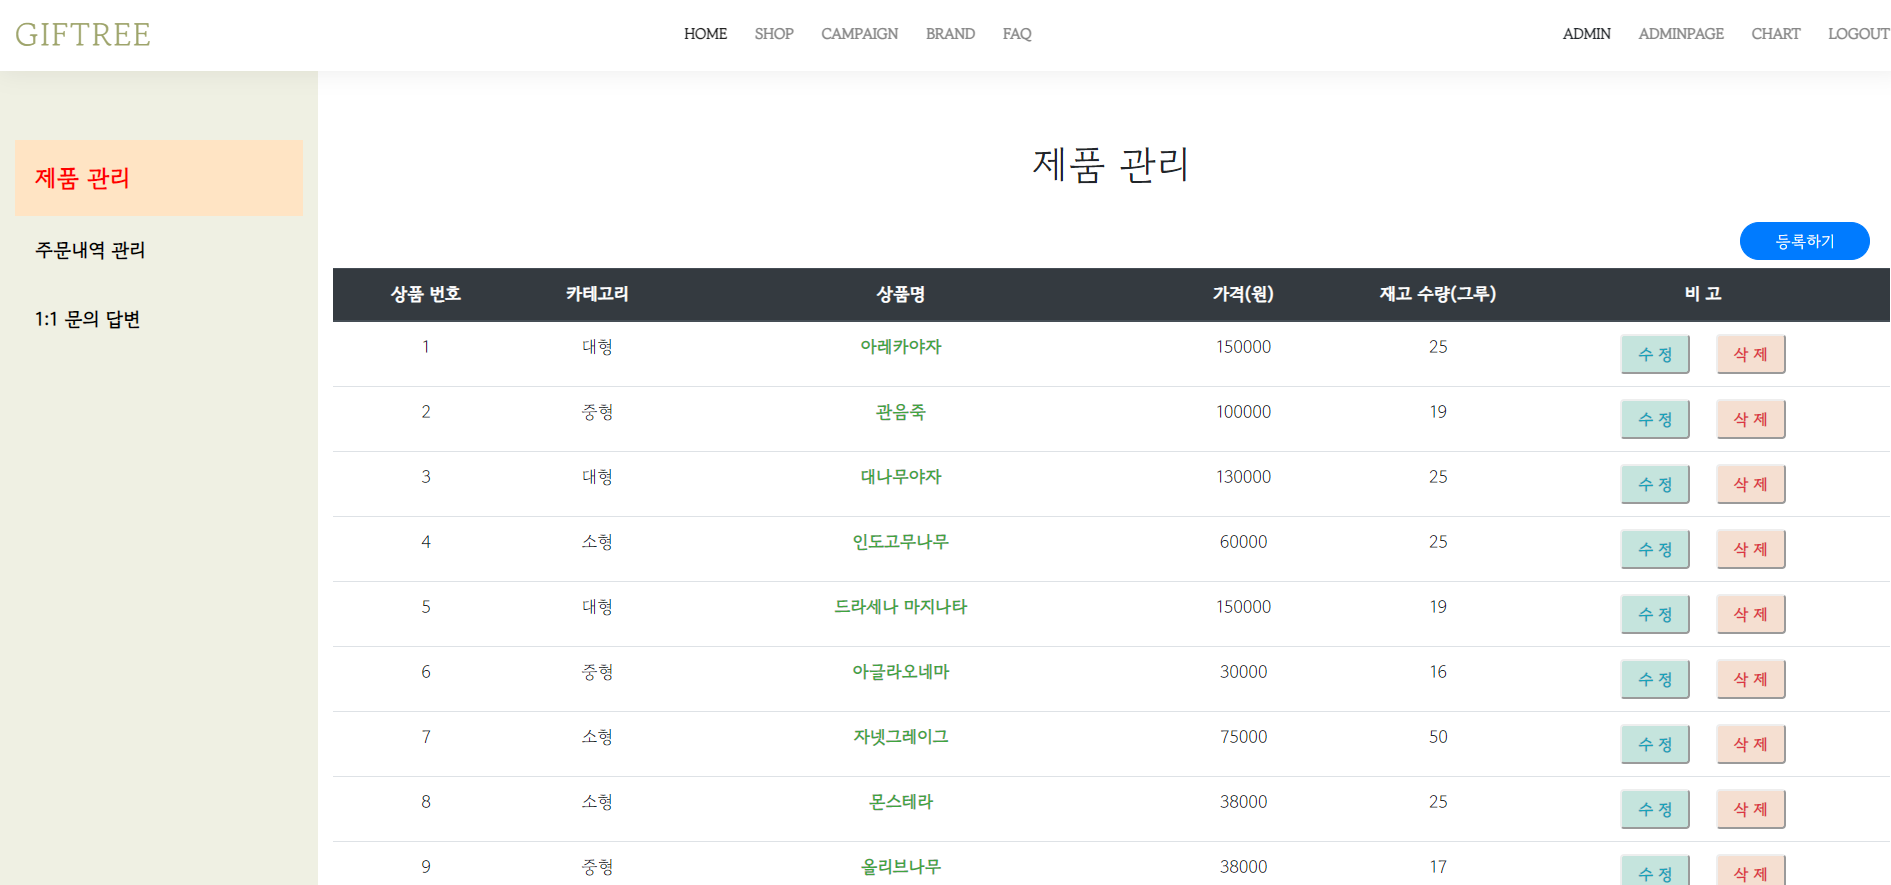 GIFTREE HOME SHOP CAMPAIGN BRAND FAQ ADMIN ADMINPAGE CHART LOGOUT
제품 관리
주문내역 관리
1:1 문의 답변
제품 관리
등록하기
상품 번호 카테고리 상품명 가격(원) 재고 수량(그루) 비 고
1 대형 아레카야자 150000 25 수 정 삭 제
2 중형 관음죽 100000 19 수 정 삭 제
3 대형 대나무야자 130000 25 수 정 삭 제
4 소형 인도고무나무 60000 25 수 정 삭 제
5 대형 드라세나 마지나타 150000 19 수 정 삭 제
6 중형 아글라오네마 30000 16 수 정 삭 제
7 소형 자넷그레이그 75000 50 수 정 삭 제
8 소형 몬스테라 38000 25 수 정 삭 제
9 중형 올리브나무 38000 17 수 정 삭 제